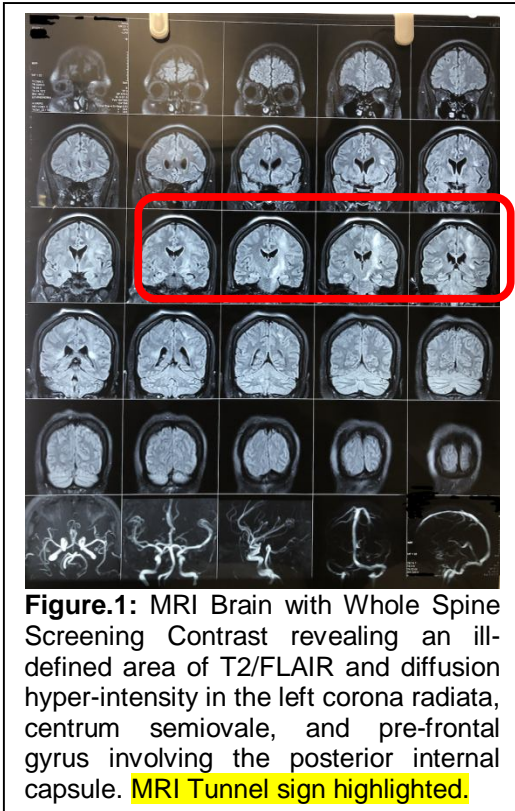 Figure.1: MRI Brain with Whole Spine
Screening Contrast revealing an ill-
defined area of T2/FLAIR and diffusion
hyper-intensity in the left corona radiata,
centrum semiovale, and pre-frontal
gyrus involving the posterior internal
capsule. MRI Tunnel sign highlighted.